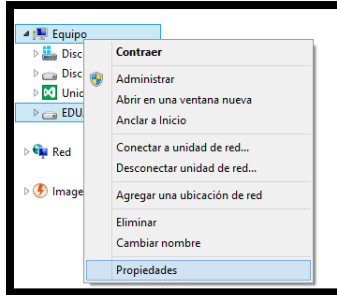 Equipo
Disc
Disc
Unic
EDU
Red
Image
Contraer
Administrar
Abrir en una ventana nueva
Anclar a Inicio
Conectar a unidad de red...
Desconectar unidad de red...
Agregar una ubicación de red
Eliminar
Cambiar nombre
Propiedades